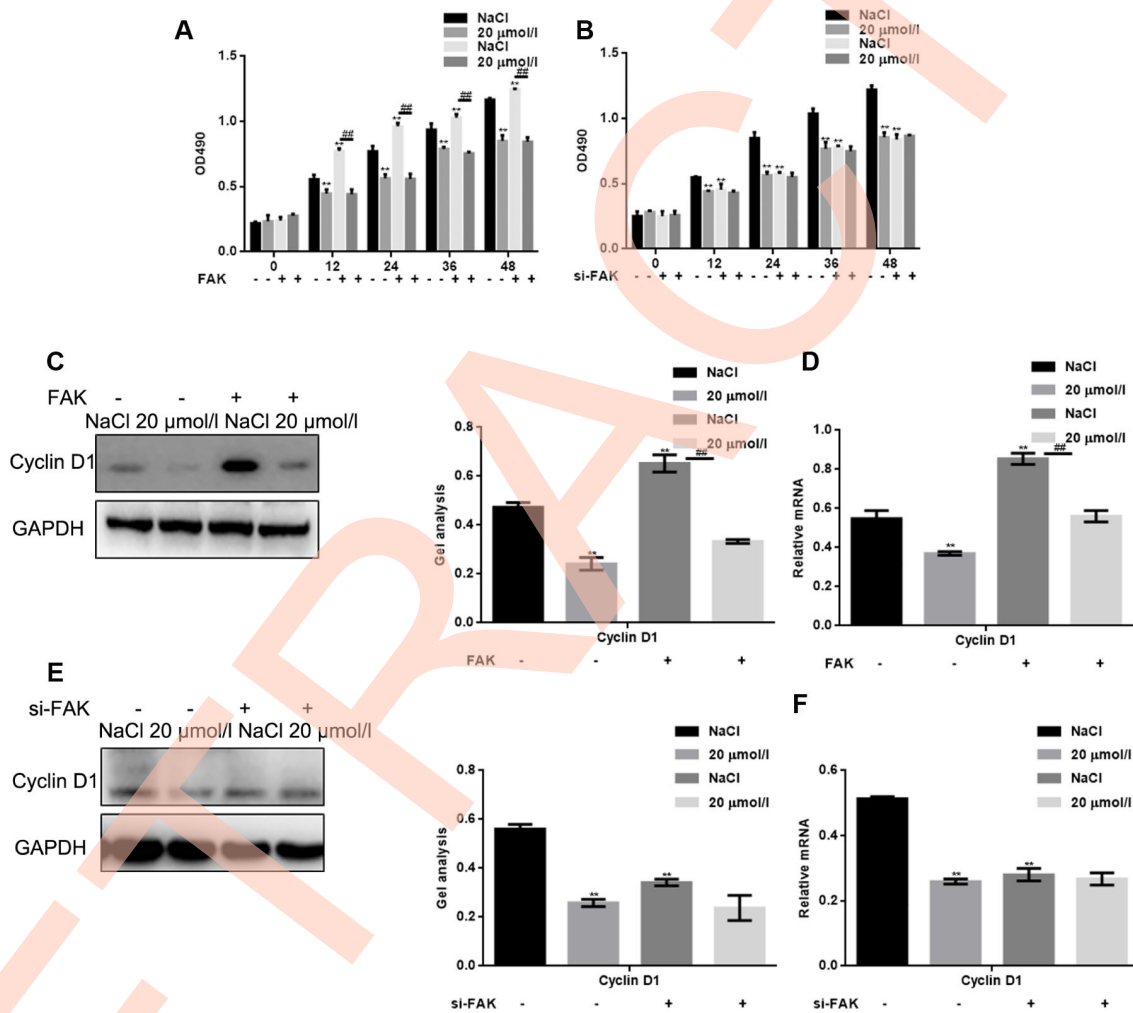 A
NaCl
20 μmol/l
NaCl
20 μmol/l
OD490
1.5
1.0
0.5
0.0
** ** ## ** ** ## ** ** ## ** ** ##
0 12 24 36 48
FAK - - + + - - + + - - + + - - + + - - + +
B
NaCl
20 μmol/l
NaCl
20 μmol/l
OD490
1.5
1.0
0.5
0.0
** ** ** ** ** ** ** **
0 12 24 36 48
si-FAK - - + + - - + + - - + + - - + + - - + +
C
FAK - - + +
NaCl 20 μmol/l NaCl 20 μmol/l
Cyclin D1
GAPDH
NaCl
20 μmol/l
NaCl
20 μmol/l
Gel analysis
0.8
0.6
0.4
0.2
0.0
** ** ##
Cyclin D1
FAK - - + +
D
NaCl
20 μmol/l
NaCl
20 μmol/l
Relative mRNA
1.0
0.8
0.6
0.4
0.2
0.0
** ** ##
Cyclin D1
FAK - - + +
E
si-FAK - - + +
NaCl 20 μmol/l NaCl 20 μmol/l
Cyclin D1
GAPDH
NaCl
20 μmol/l
NaCl
20 μmol/l
Gel analysis
0.8
0.6
0.4
0.2
0.0
** **
Cyclin D1
si-FAK - - + +
F
NaCl
20 μmol/l
NaCl
20 μmol/l
Relative mRNA
0.6
0.4
0.2
0.0
** **
Cyclin D1
si-FAK - - + +